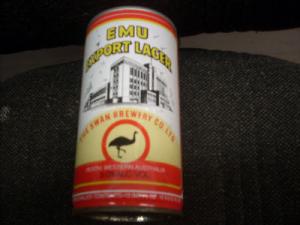 EMU
EXPORT LAGER
THE SWAN BREWERY CO. LTD.
PERTH, WESTERN AUSTRALIA